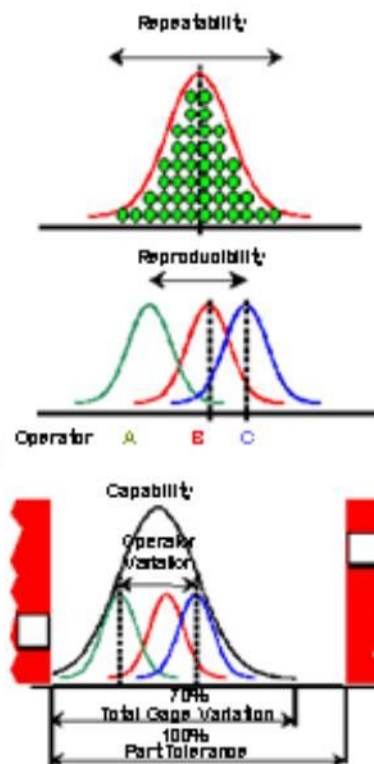 Repeatability
Reproducibility
Operator A B C
Capability
Operator
Variation
70%
Total Gage Variation
100%
Part Tolerance